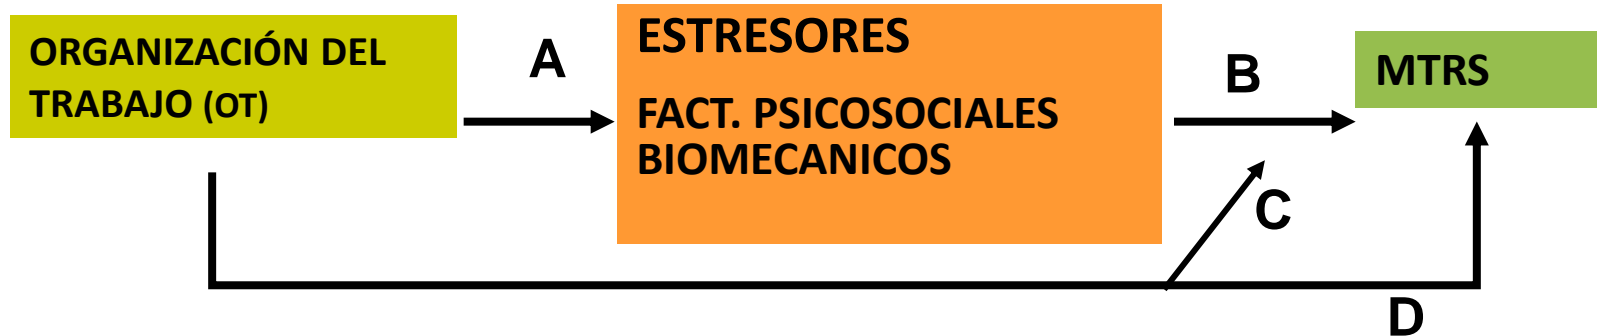 ORGANIZACIÓN DEL
TRABAJO (OT)
A
ESTRESORES
FACT. PSICOSOCIALES
BIOMECANICOS
B
MTRS
C
D